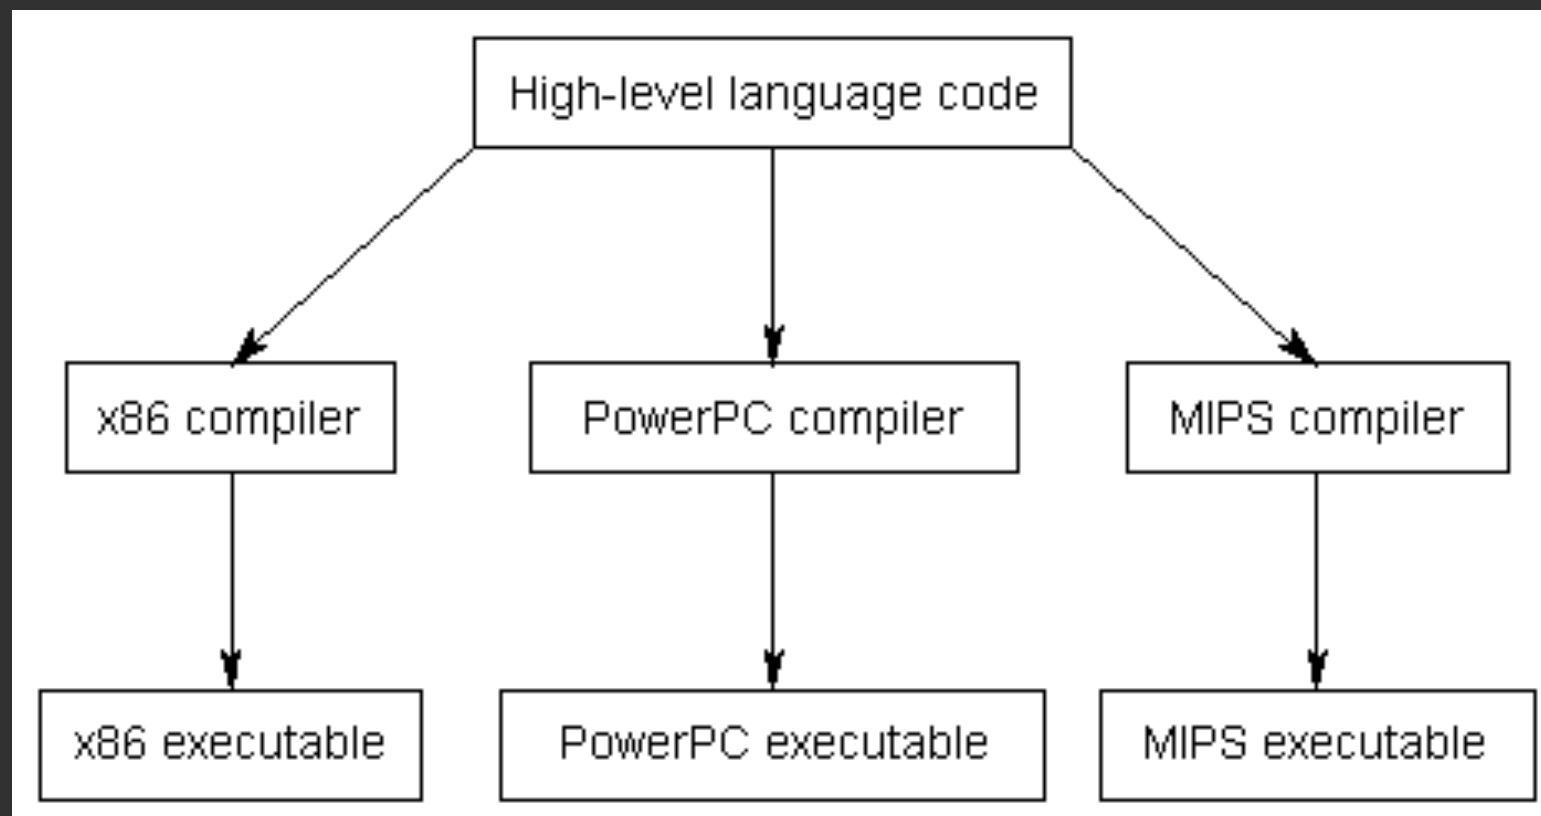 High-level language code
x86 compiler
PowerPC compiler
MIPS compiler
x86 executable
PowerPC executable
MIPS executable